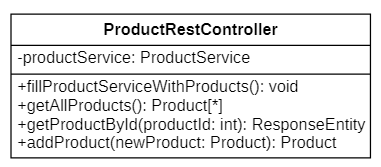 ProductRestController
-productService: ProductService
+fillProductServiceWithProducts(): void
+getAllProducts(): Product[*]
+getProductById(productId: int): ResponseEntity
+addProduct(newProduct: Product): Product